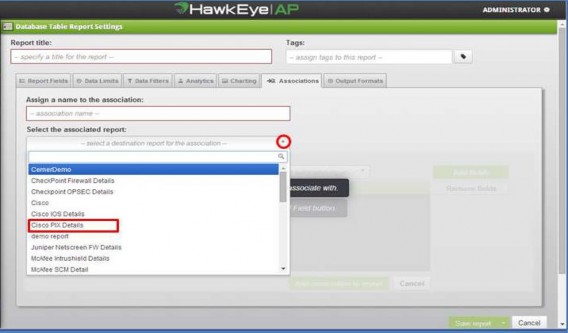 HawkEye|AP
ADMINISTRATOR
Database Table Report Settings
Report title:
Tags:
-- specify a title for the report --
-- assign tags to this report --
Report Fields Data Limits Data Filters Analytics Charting Associations Output Formats
Assign a name to the association:
-- association name --
Select the associated report:
-- select a destination report for the association --
CernerDemo
CheckPoint Firewall Details
Checkpoint OPSEC Details
Cisco
Cisco IOS Details
Cisco PIX Details
demo report
Juniper Netscreen FW Details
McAfee Intrushield Details
McAfee SCM Detail
associate with.
Field button.
Remove fields
Cancel
Save report
Cancel